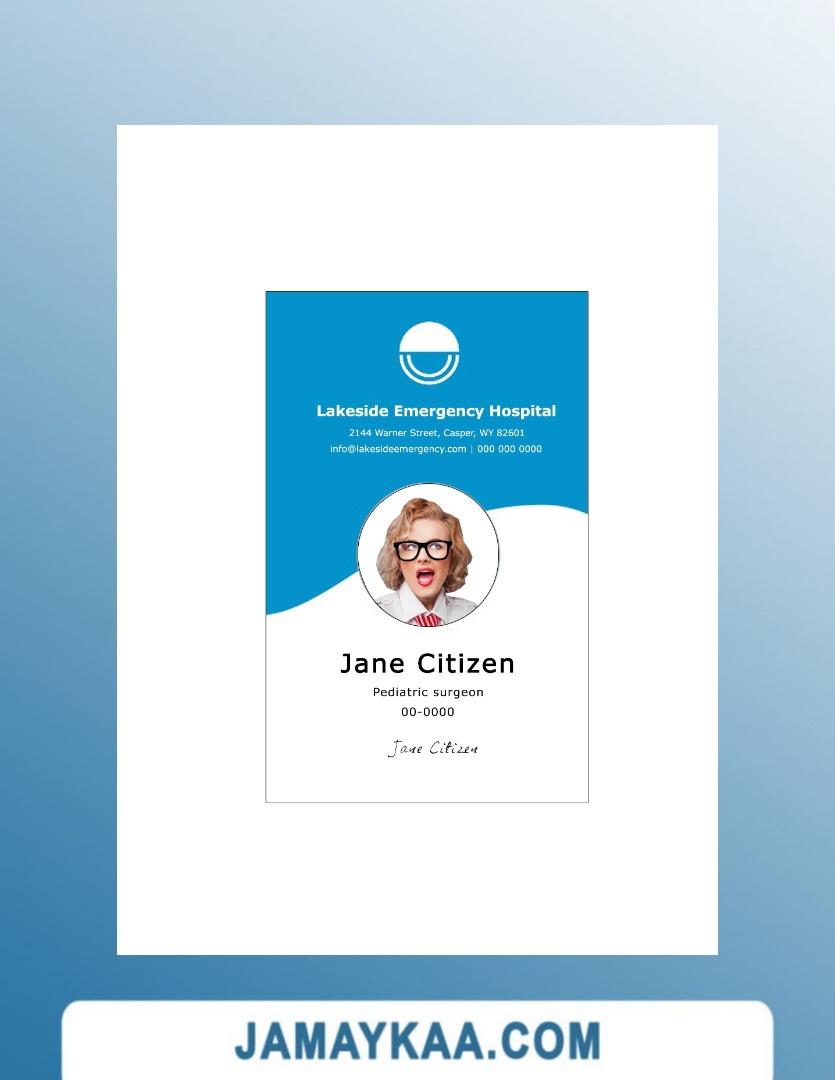 Lakeside Emergency Hospital
2144 Warner Street, Casper, WY 82601
info@lakesideemergency.com | 000 000 0000
Jane Citizen
Pediatric surgeon
00-0000
Jane Citizen
JAMAYKAA.COM